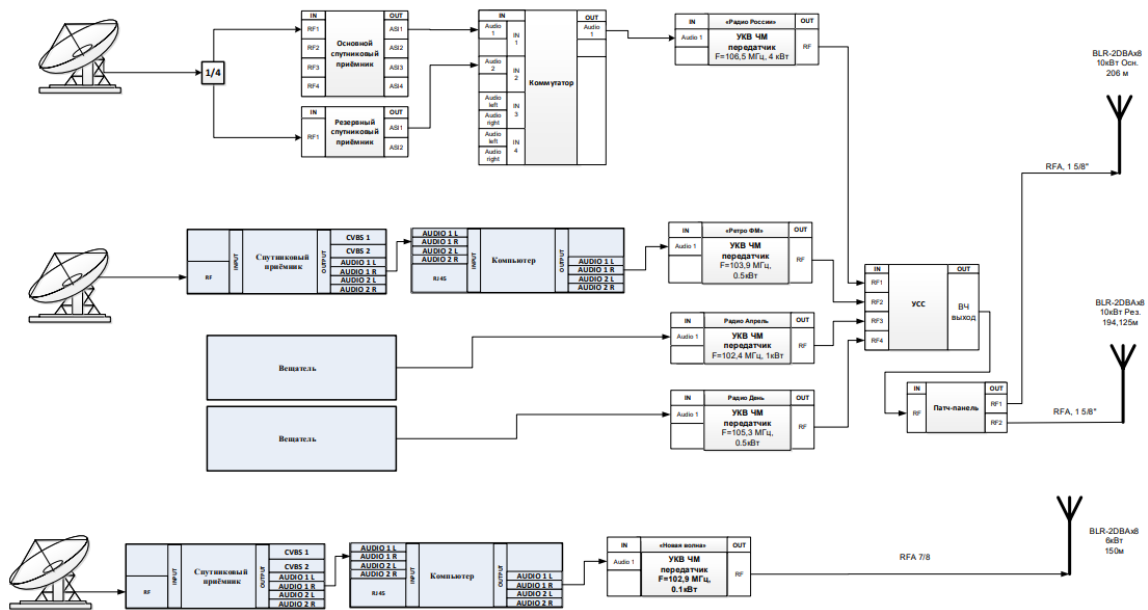 1/4
IN
OUT
RF1
RF2
RF3
RF4
Основной
спутниковый
приёмник
ASI1
ASI2
ASI3
ASI4
IN
OUT
RF1
Резервный
спутниковый
приёмник
ASI1
ASI2
IN
OUT
Audio
1
IN
1
Audio
2
IN
2
Audio
left
Audio
right
IN
3
Audio
left
Audio
right
IN
4
Коммутатор
Audio
1
IN
«Радио России»
OUT
Audio 1
УКВ ЧМ
передатчик
F=106,5 МГц, 4 кВт
RF
BLR-2DBAx8
10кВт Осн.
206 м
RFA, 1 5/8"
RF
INPUT
Спутниковый
приёмник
OUTPUT
CVBS 1
CVBS 2
AUDIO 1 L
AUDIO 1 R
AUDIO 2 L
AUDIO 2 R
AUDIO 1 L
AUDIO 1 R
AUDIO 2 L
AUDIO 2 R
RJ45
INPUT
Компьютер
OUTPUT
AUDIO 1 L
AUDIO 1 R
AUDIO 2 L
AUDIO 2 R
IN
«Ретро ФМ»
OUT
Audio 1
УКВ ЧМ
передатчик
F=103,9 МГц,
0.5кВт
RF
IN
OUT
RF1
RF2
RF3
RF4
УСС
ВЧ
выход
BLR-2DBAx8
10кВт Рез.
194,125м
Вещатель
IN
Радио Апрель
OUT
Audio 1
УКВ ЧМ
передатчик
F=102,4 МГц, 1кВт
RF
Вещатель
IN
Радио День
OUT
Audio 1
УКВ ЧМ
передатчик
F=105,3 МГц,
0.5кВт
RF
IN
OUT
RF
Патч-панель
RF1
RF2
RFA, 1 5/8"
RF
INPUT
Спутниковый
приёмник
OUTPUT
CVBS 1
CVBS 2
AUDIO 1 L
AUDIO 1 R
AUDIO 2 L
AUDIO 2 R
AUDIO 1 L
AUDIO 1 R
AUDIO 2 L
AUDIO 2 R
RJ45
INPUT
Компьютер
OUTPUT
AUDIO 1 L
AUDIO 1 R
AUDIO 2 L
AUDIO 2 R
IN
«Новая волна»
OUT
Audio 1
УКВ ЧМ
передатчик
F=102,9 МГц,
0.1кВт
RF
RFA 7/8
BLR-2DBAx8
6кВт
150м